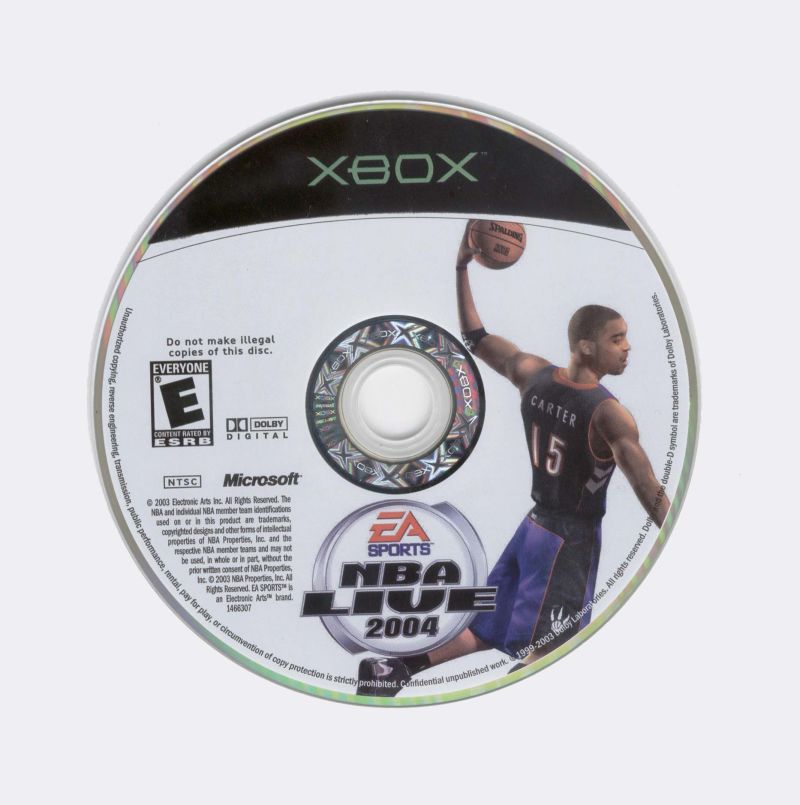 XBOX™
SPALDING
Do not make illegal
copies of this disc.
EVERYONE
E
CONTENT RATED BY
ESRB
DOLBY
DIGITAL
NTSC
Microsoft®
© 2003 Electronic Arts Inc. All Rights Reserved. The
NBA and individual NBA member team identifications
used on or in this product are trademarks,
copyrighted designs and other forms of intellectual
properties of NBA Properties, Inc. and the
respective NBA member teams and may not
be used, in whole or in part, without the
prior written consent of NBA Properties,
Inc. © 2003 NBA Properties, Inc. All
Rights Reserved. EA SPORTS™ is
an Electronic Arts™ brand.
1466307
XBOX
CARTER
15
EA
SPORTS™
NBA
LIVE
2004
Unauthorized copying, reverse engineering, transmission, public performance, rental, pay for play, or circumvention of copy protection is strictly prohibited. Confidential unpublished work. © 1999-2003 Dolby Laboratories. All rights reserved. Dolby and the double-D symbol are trademarks of Dolby Laboratories.